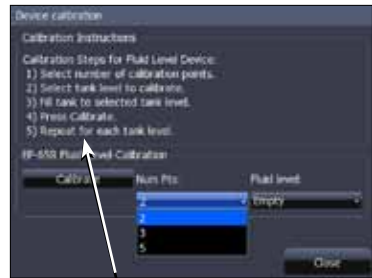 Device calibration
Calibration Instructions
Calibration Steps for Fluid Level Device:
1) Select number of calibration points.
2) Select tank level to calibrate.
3) Fill tank to selected tank level.
4) Press Calibrate.
5) Repeat for each tank level.
Fluid Level Calibration
Calibrate Num Pts: Fluid level:
2 Empty
2
3
5
Close